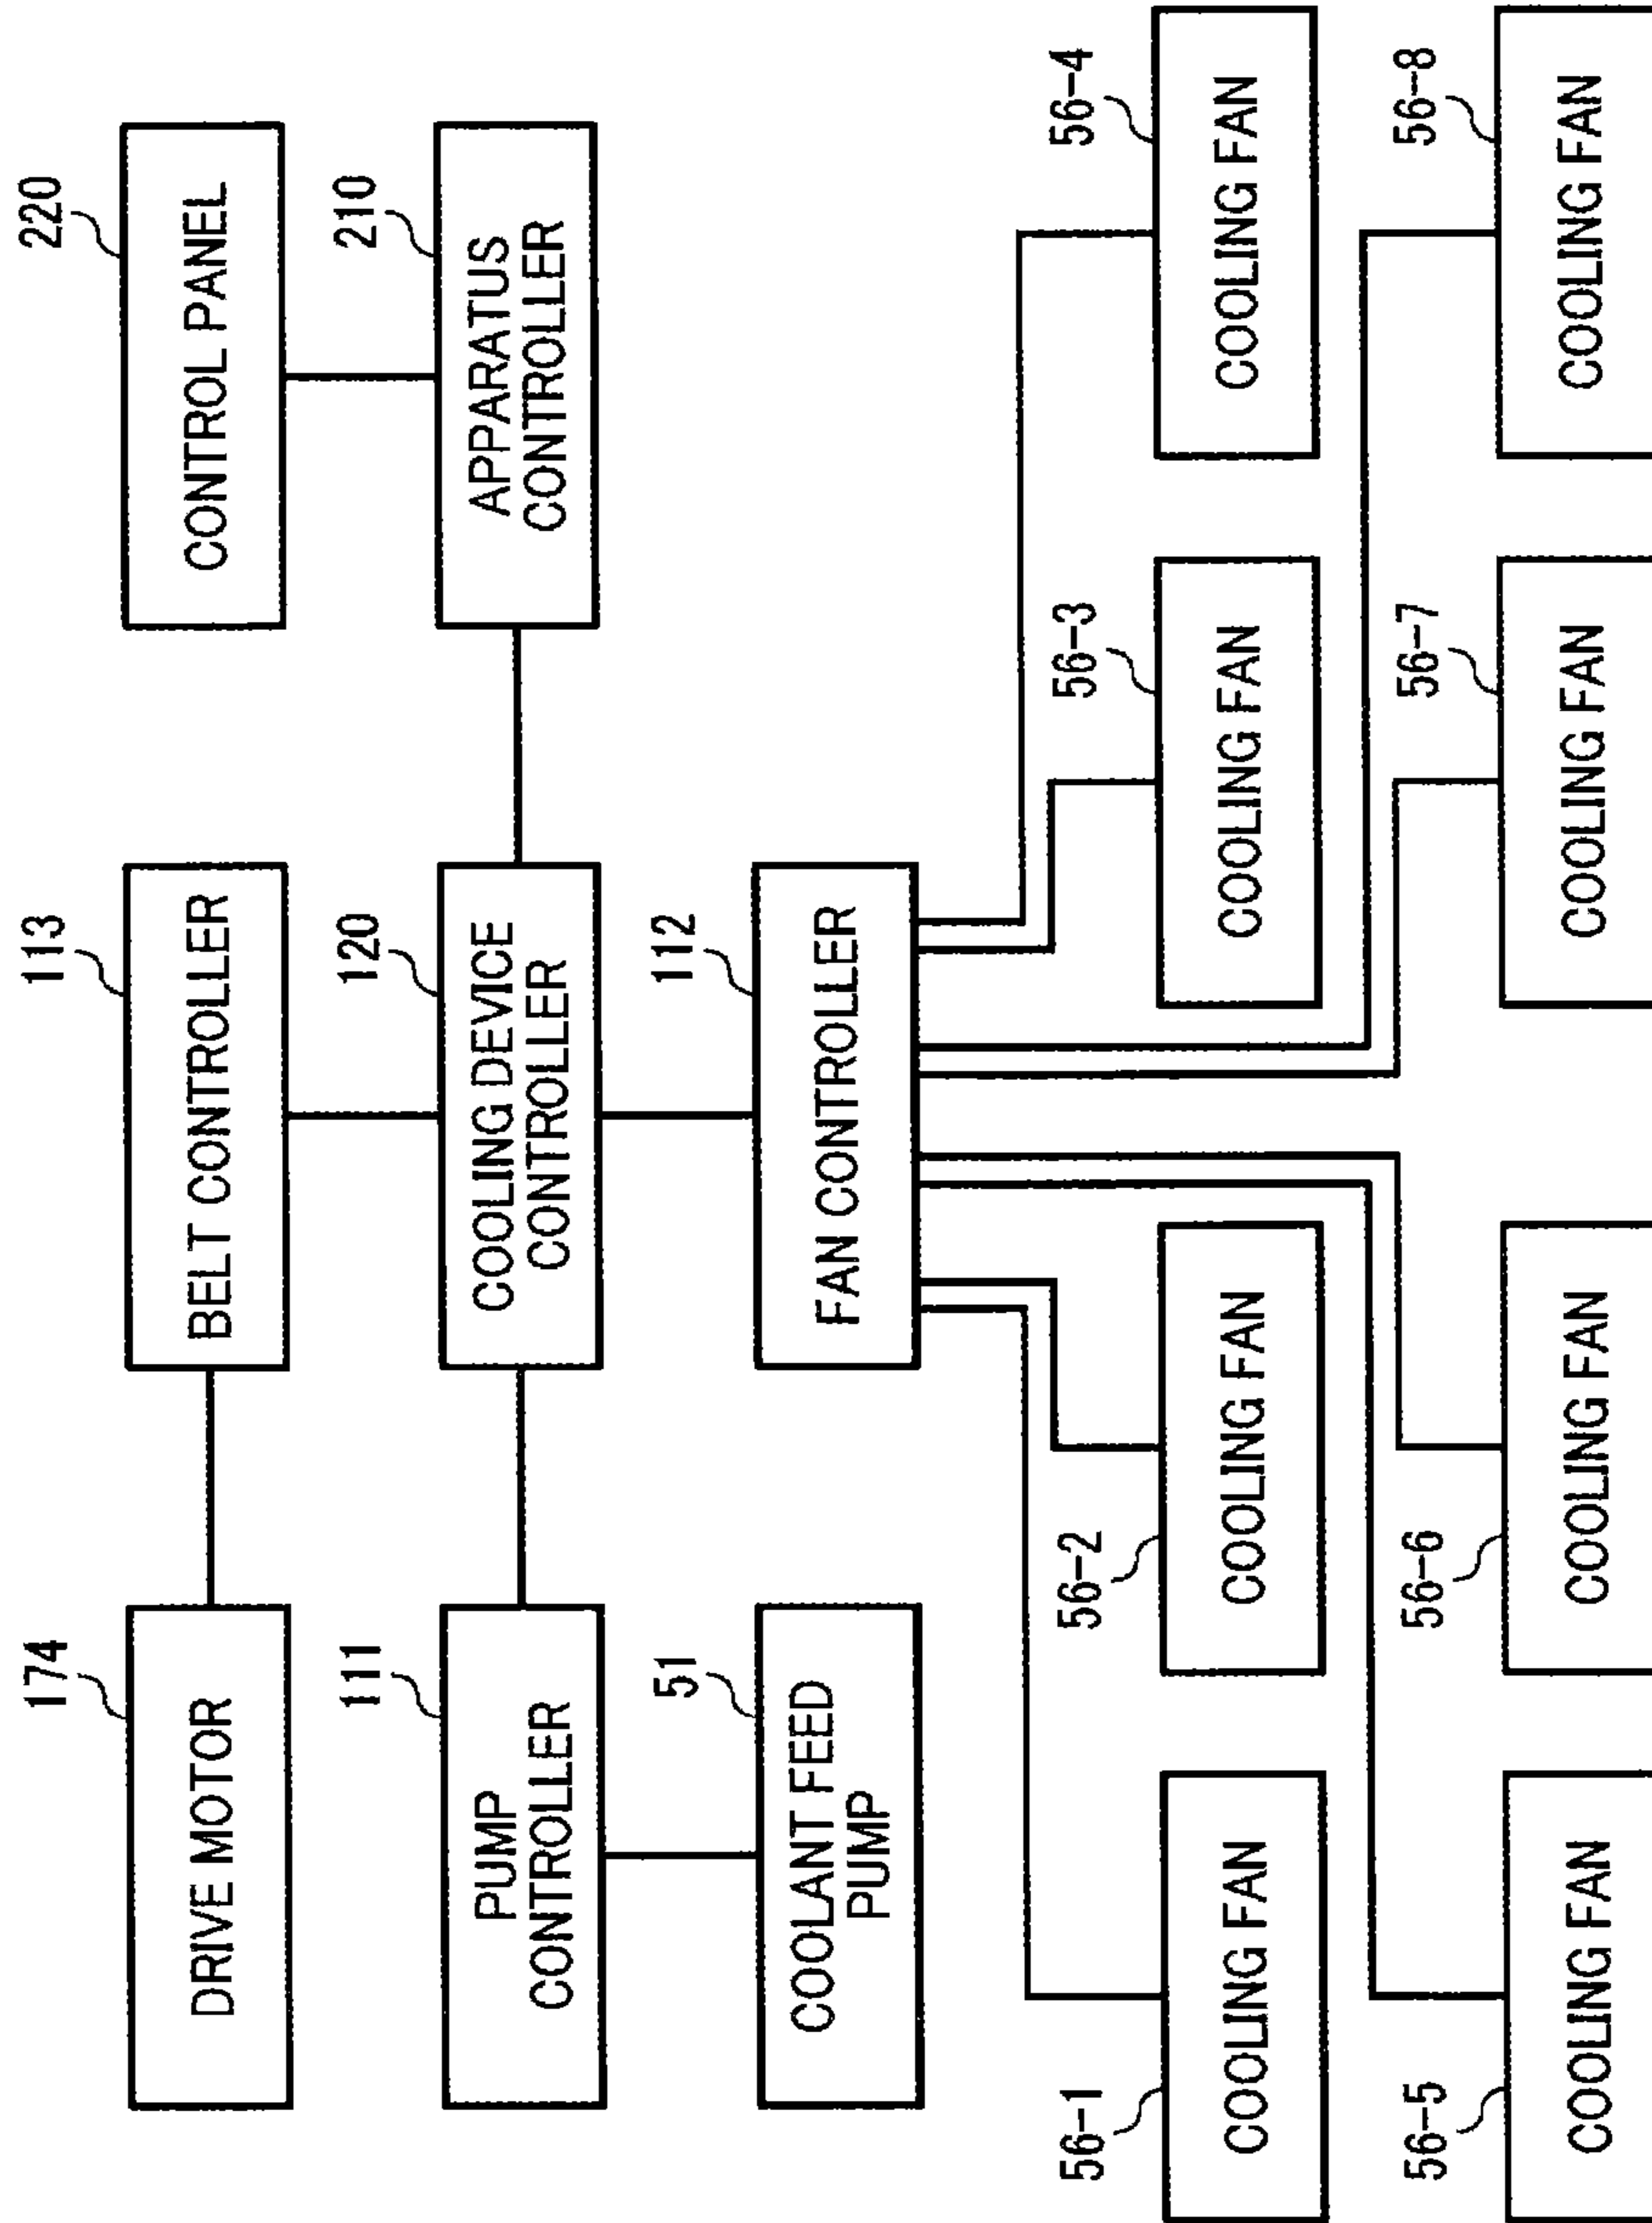 174
DRIVE MOTOR
113
BELT CONTROLLER
220
CONTROL PANEL
111
PUMP
CONTROLLER
120
COOLING DEVICE
CONTROLLER
210
APPARATUS
CONTROLLER
51
COOLANT FEED
PUMP
112
FAN CONTROLLER
56-1
COOLING FAN
56-2
COOLING FAN
56-3
COOLING FAN
56-4
COOLING FAN
56-5
COOLING FAN
56-6
COOLING FAN
56-7
COOLING FAN
56-8
COOLING FAN